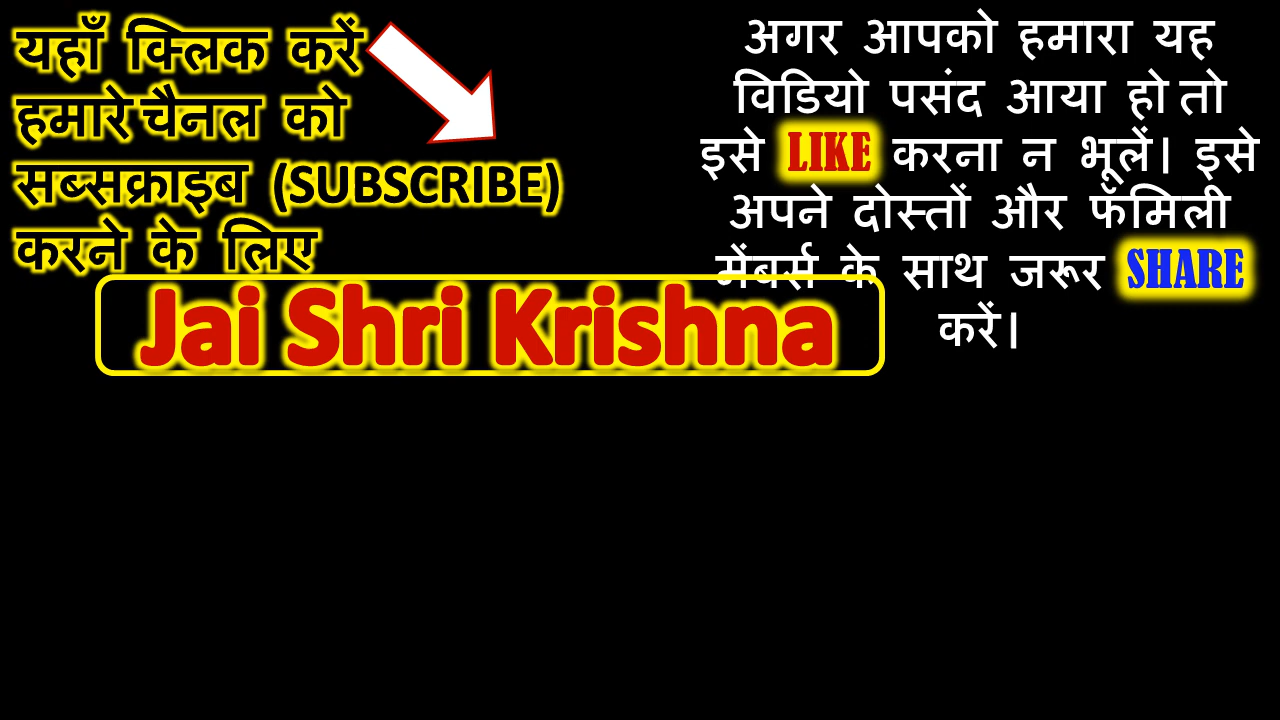 यहाँ क्लिक करें
हमारे चैनल को
सब्सक्राइब (SUBSCRIBE)
करने के लिए
अगर आपको हमारा यह
विडियो पसंद आया हो तो
इसे LIKE करना न भूलें। इसे
अपने दोस्तों और फॅमिली
मेंबर्स के साथ जरूर SHARE
करें।
Jai Shri Krishna